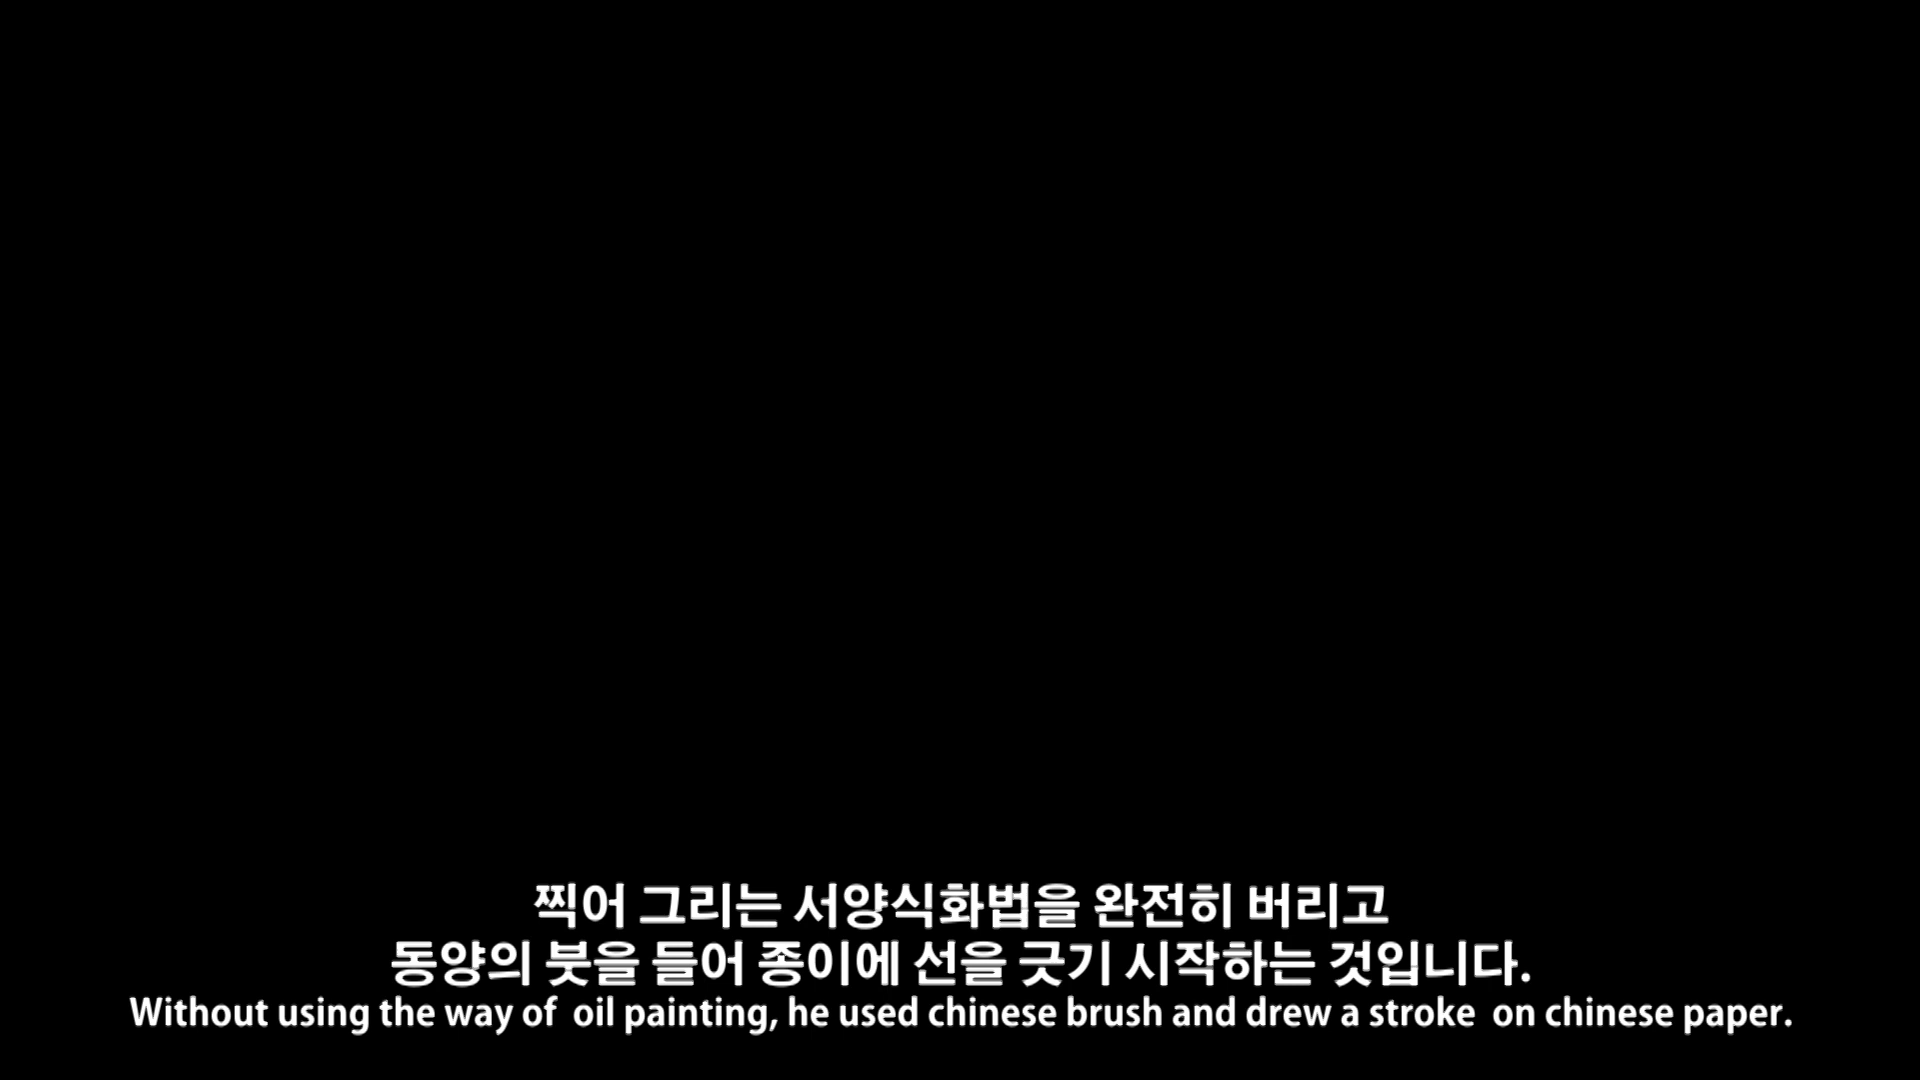 찍어 그리는 서양식화법을 완전히 버리고
동양의 붓을 들어 종이에 선을 긋기 시작하는 것입니다.
Without using the way of  oil painting, he used chinese brush and drew a stroke  on chinese paper.